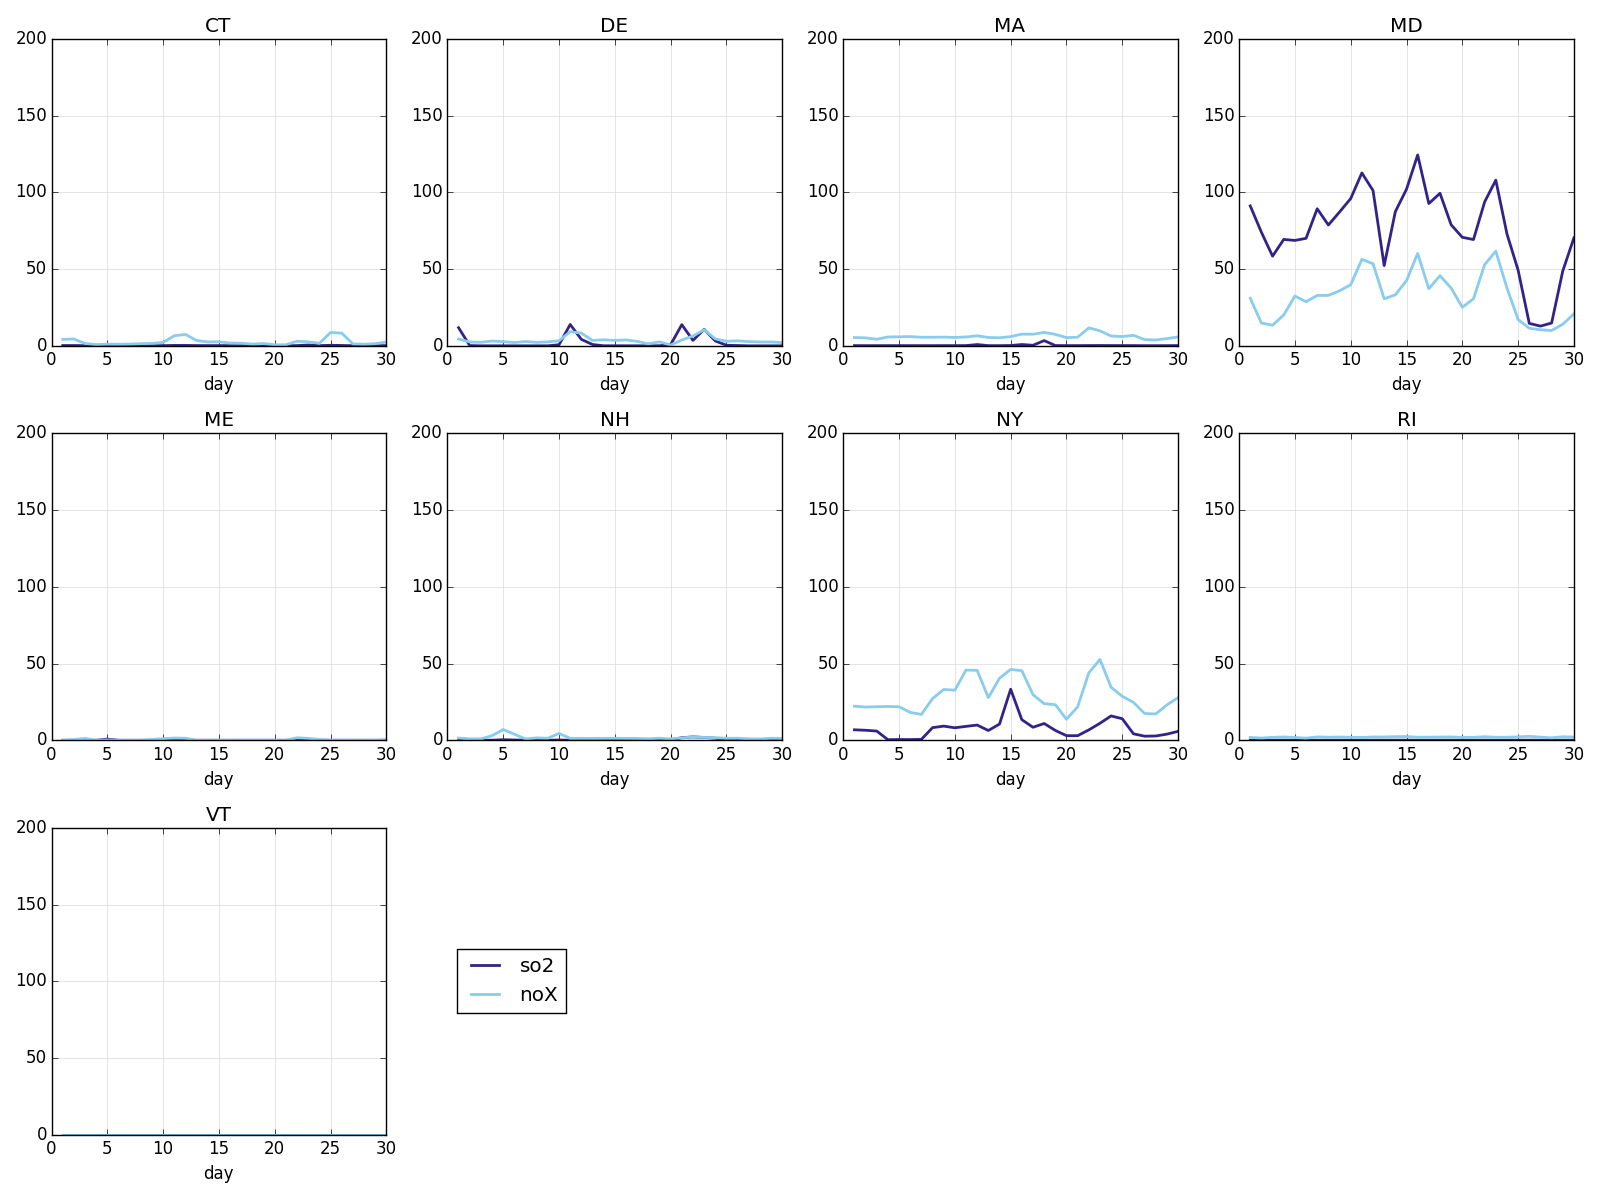 CT DE MA MD
200 200 200 200
150 150 150 150
100 100 100 100
50 50 50 50
0 0 0 0
0 5 10 15 20 25 30 0 5 10 15 20 25 30 0 5 10 15 20 25 30 0 5 10 15 20 25 30
day day day day
ME NH NY RI
200 200 200 200
150 150 150 150
100 100 100 100
50 50 50 50
0 0 0 0
0 5 10 15 20 25 30 0 5 10 15 20 25 30 0 5 10 15 20 25 30 0 5 10 15 20 25 30
day day day day
VT
200
150
100
50
0
0 5 10 15 20 25 30
day
so2
noX